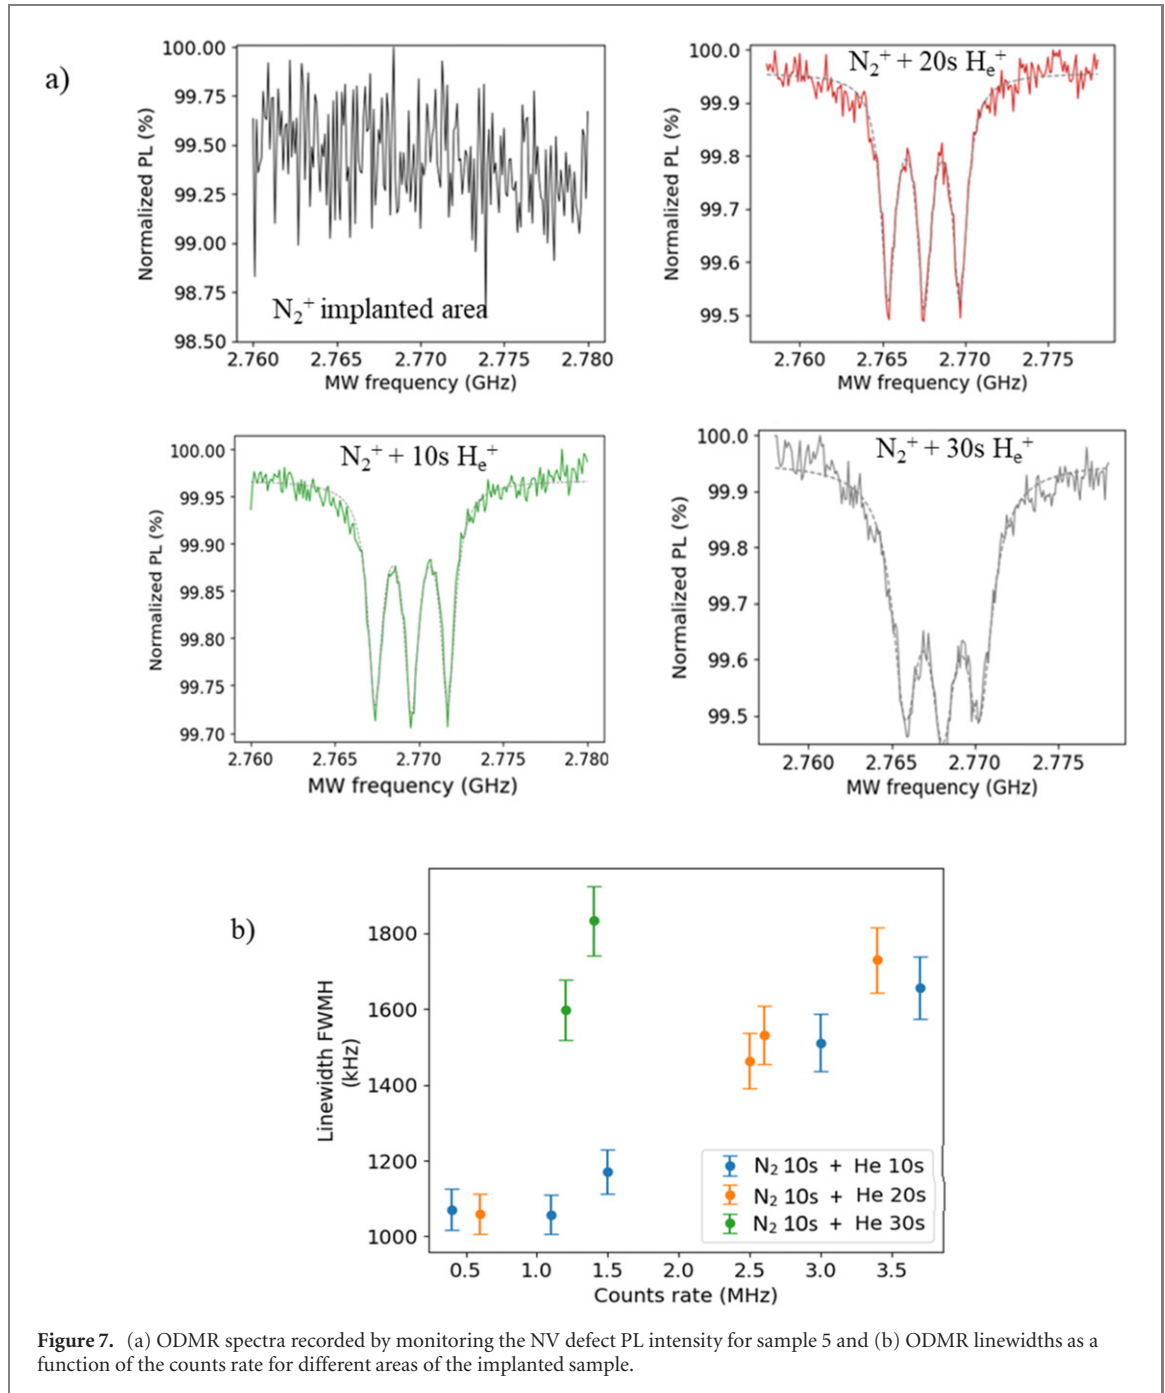 a)
100.00
99.75
99.50
99.25
99.00
98.75
98.50
Normalized PL (%)
N₂⁺ implanted area
2.760 2.765 2.770 2.775 2.780
MW frequency (GHz)
N₂⁺ + 20s Hₑ⁺
100.0
99.9
99.8
99.7
99.6
99.5
Normalized PL (%)
2.760 2.765 2.770 2.775
MW frequency (GHz)
N₂⁺ + 10s Hₑ⁺
100.00
99.95
99.90
99.85
99.80
99.75
99.70
Normalized PL (%)
2.760 2.765 2.770 2.775 2.780
MW frequency (GHz)
N₂⁺ + 30s Hₑ⁺
100.0
99.9
99.8
99.7
99.6
99.5
Normalized PL (%)
2.760 2.765 2.770 2.775
MW frequency (GHz)
b)
1800
1600
1400
1200
1000
Linewidth FWMH
(kHz)
N₂ 10s + He 10s
N₂ 10s + He 20s
N₂ 10s + He 30s
0.5 1.0 1.5 2.0 2.5 3.0 3.5
Counts rate (MHz)
Figure 7. (a) ODMR spectra recorded by monitoring the NV defect PL intensity for sample 5 and (b) ODMR linewidths as a
function of the counts rate for different areas of the implanted sample.